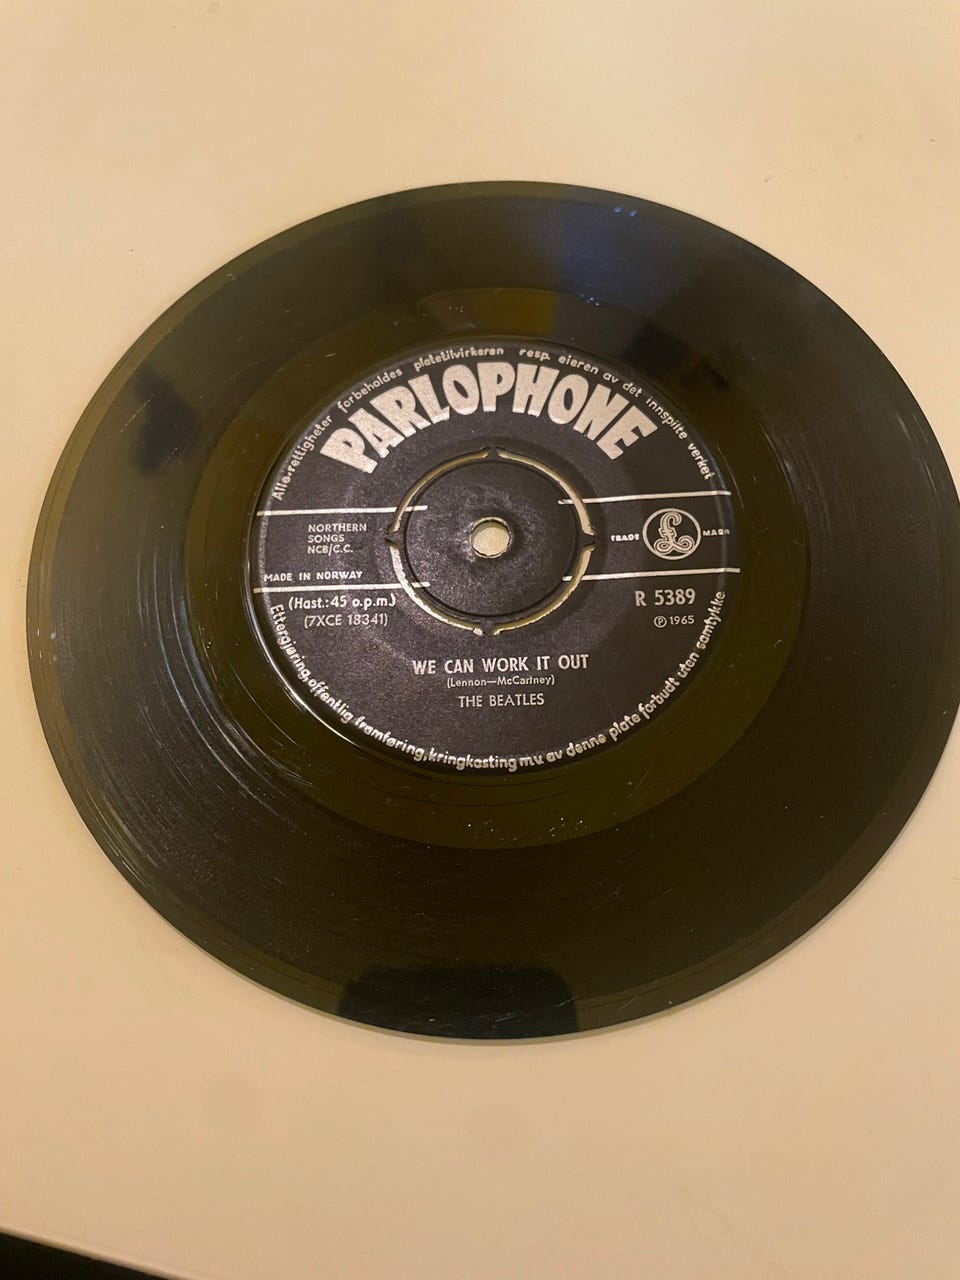 Alle rettigheter forbeholdes platetilvirkeren resp. eieren av det innspilte verket
PARLOPHONE
NORTHERN
SONGS
NCB/C.C.
TRADE MARK
£
MADE IN NORWAY
(Hast.:45 o.p.m.)
(7XCE 18341)
R 5389
Ⓟ 1965
WE CAN WORK IT OUT
(Lennon—McCartney)
THE BEATLES
Ettergjøring, offentlig framføring, kringkasting mv. av denne plate forbudt uten samtykke.